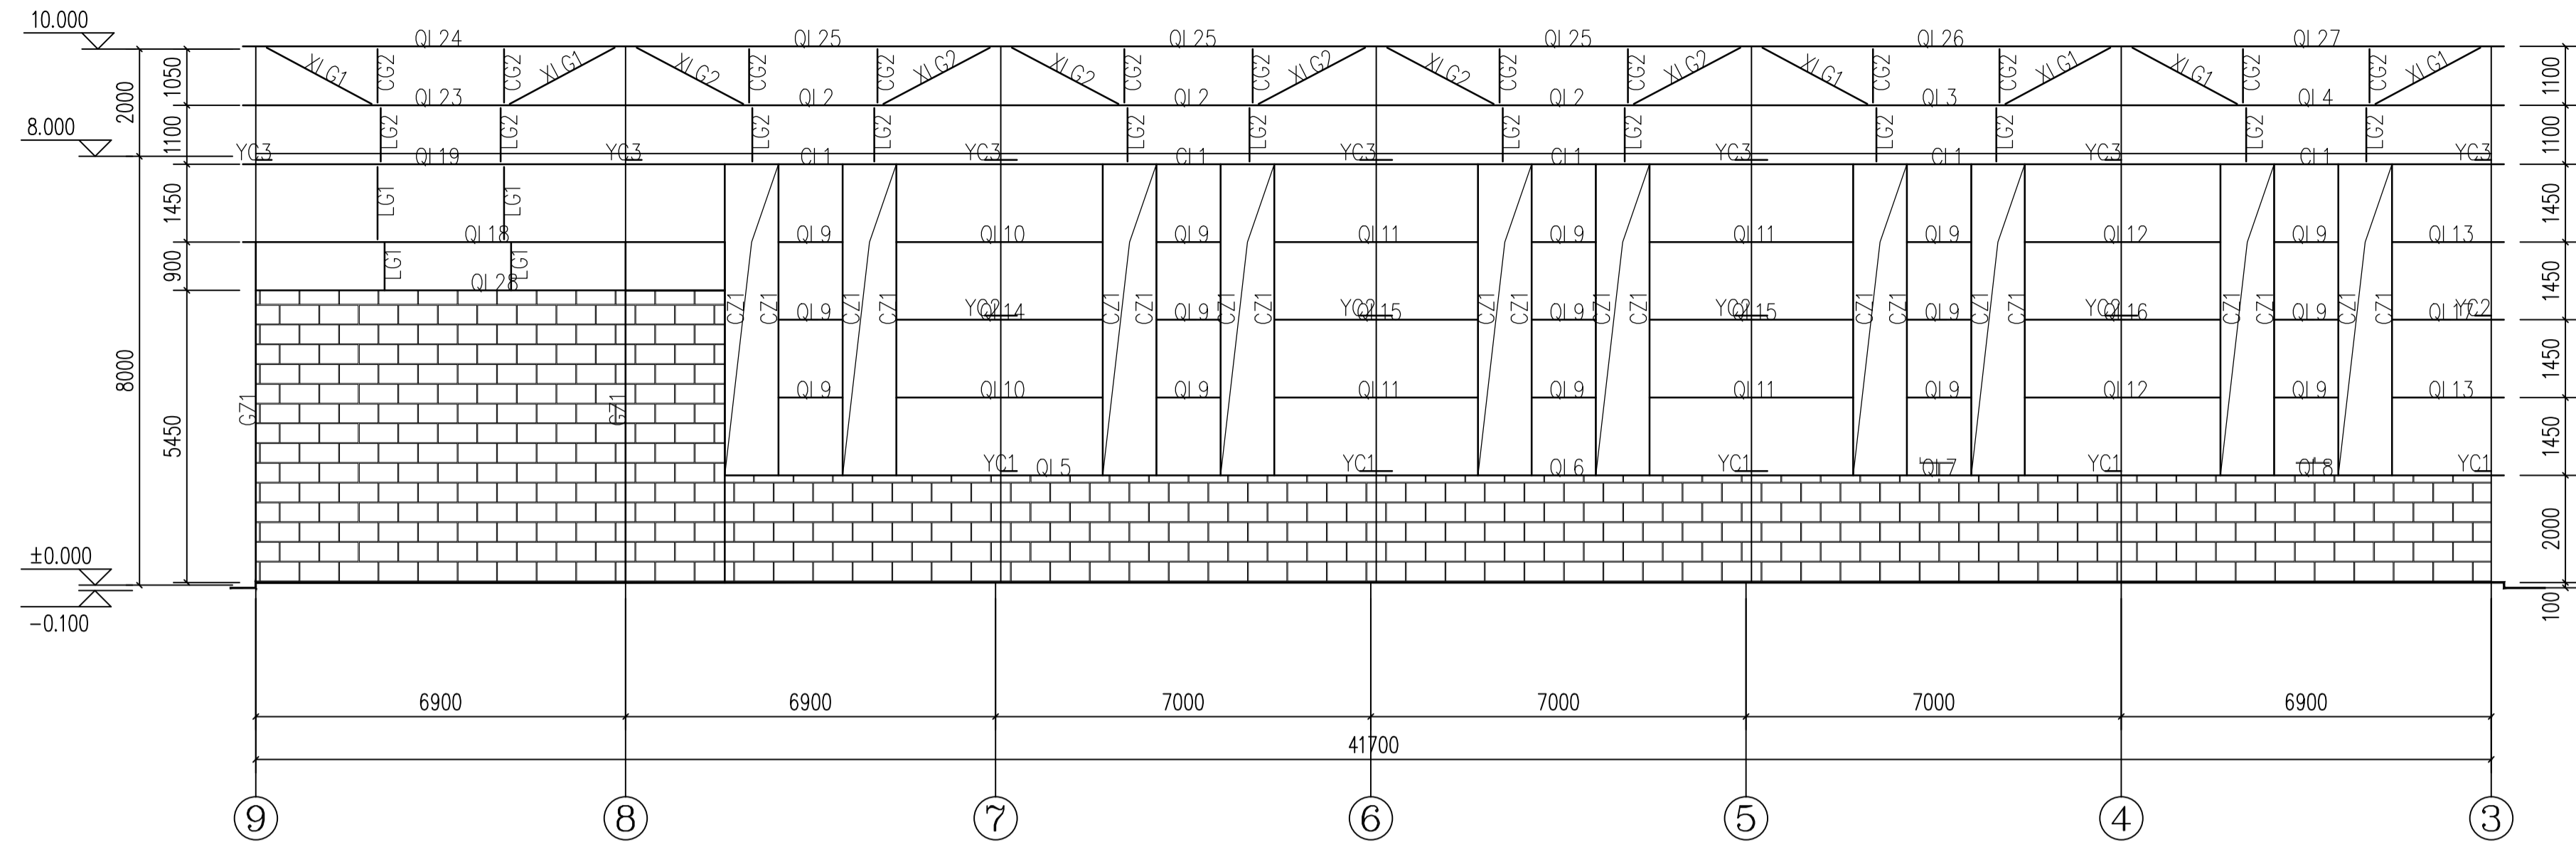 10.000
QL24 QL25 QL25 QL25 QL26 QL27
XLG1 CG2 CG2 XLG1 XLG2 CG2 CG2 XLG2 XLG2 CG2 CG2 XLG2 XLG2 CG2 CG2 XLG2 XLG1 CG2 CG2 XLG1 XLG1 CG2 CG2 XLG1
2000 1050 1100
QL23 QL2 QL2 QL2 QL3 QL4
8.000 1100 LG2 LG2 LG2 LG2 LG2 LG2 LG2 LG2 LG2 LG2 LG2 LG2 1100
YC3 YC3 YC3 YC3 YC3 YC3 YC3
QL19 CL1 CL1 CL1 CL1 CL1
1450 LG1 LG1 1450
QL18 QL9 QL10 QL9 QL11 QL9 QL11 QL9 QL12 QL9 QL13
900 LG1 LG1 1450
QL28
CZ1 CZ1 CZ1 CZ1 CZ1 CZ1 CZ1 CZ1 CZ1 CZ1 CZ1 CZ1 CZ1 CZ1 CZ1 CZ1 CZ1 CZ1 CZ1 CZ1
YC2 YC2 YC2 YC2 YC2
QL9 QL14 QL9 QL15 QL9 QL15 QL9 QL16 QL9 QL17
8000 1450
QL9 QL10 QL9 QL11 QL9 QL11 QL9 QL12 QL9 QL13
GZ1 GZ1
5450 1450
YC1 YC1 YC1 YC1 YC1
QL5 QL6 QL7 QL8
2000
±0.000
-0.100
100
6900 6900 7000 7000 7000 6900
41700
9 8 7 6 5 4 3